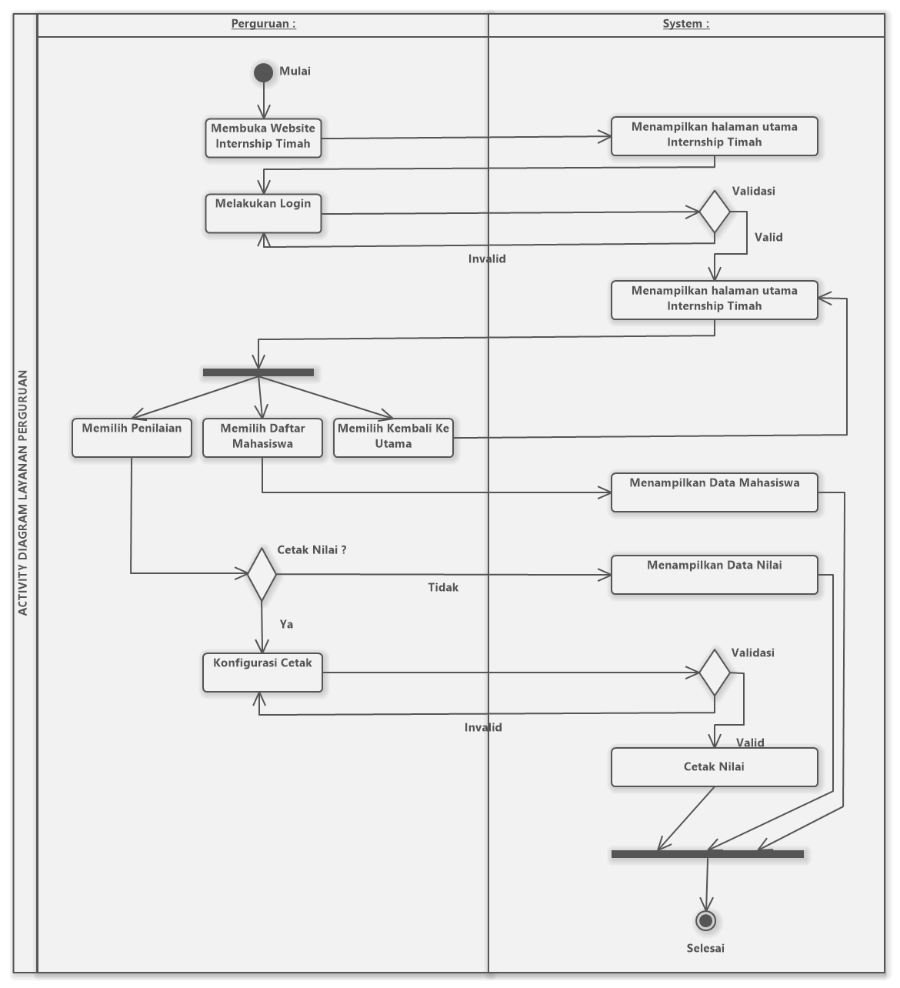 Perguruan :
System :
ACTIVITY DIAGRAM LAYANAN PERGURUAN
Mulai
Membuka Website
Internship Timah
Menampilkan halaman utama
Internship Timah
Melakukan Login
Validasi
Valid
Invalid
Menampilkan halaman utama
Internship Timah
Memilih Penilaian
Memilih Daftar
Mahasiswa
Memilih Kembali Ke
Utama
Menampilkan Data Mahasiswa
Cetak Nilai ?
Tidak
Menampilkan Data Nilai
Ya
Konfigurasi Cetak
Validasi
Invalid
Valid
Cetak Nilai
Selesai